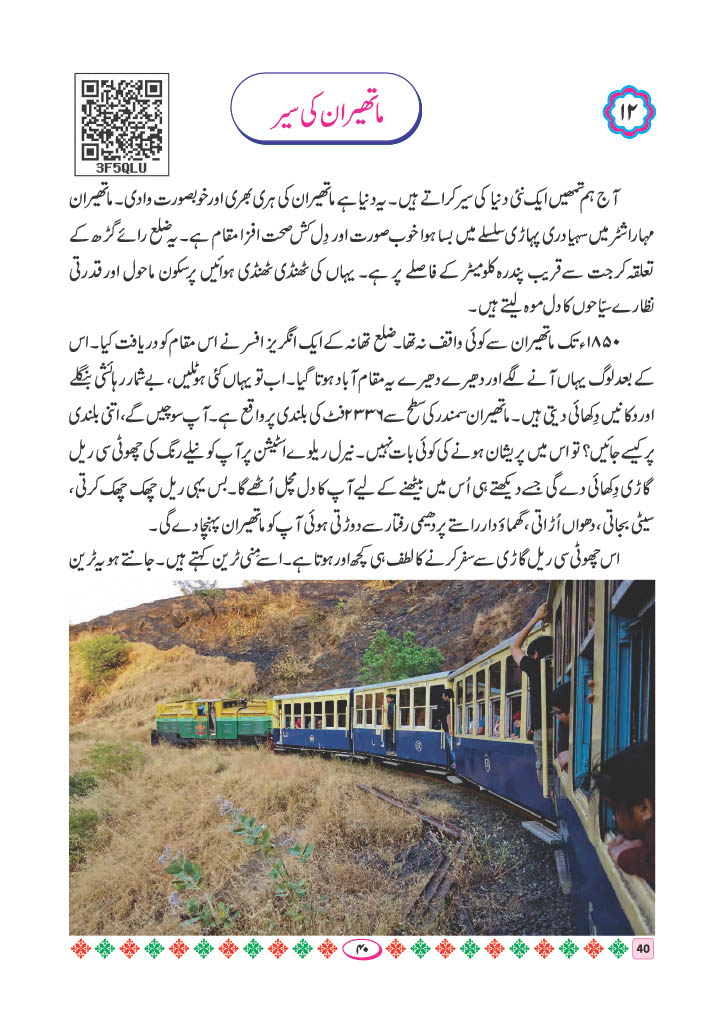 3F5QLU
ماتھیران کی سیر
۱۲
آج ہم تمھیں ایک نئی دنیا کی سیر کراتے ہیں۔ یہ دنیا ہے ماتھیران کی ہری بھری اور خوبصورت وادی۔ ماتھیران
مہاراشٹر میں سہیادری پہاڑی سلسلے میں بسا ہوا خوب صورت اور دِل کش صحت افزا مقام ہے۔ یہ ضلع رائے گڑھ کے
تعلقہ کرجت سے قریب پندرہ کلومیٹر کے فاصلے پر ہے۔ یہاں کی ٹھنڈی ٹھنڈی ہوائیں پرسکون ماحول اور قدرتی
نظارے سیّاحوں کا دل موہ لیتے ہیں۔
۱۸۵۰ء تک ماتھیران سے کوئی واقف نہ تھا۔ ضلع تھانہ کے ایک انگریز افسر نے اس مقام کو دریافت کیا۔ اس
کے بعد لوگ یہاں آنے لگے اور دھیرے دھیرے یہ مقام آباد ہوتا گیا۔ اب تو یہاں کئی ہوٹلیں، بے شمار رہائشی بنگلے
اور دکانیں دِکھائی دیتی ہیں۔ ماتھیران سمندر کی سطح سے ۲۳۳۶ فٹ کی بلندی پر واقع ہے۔ آپ سوچیں گے، اتنی بلندی
پر کیسے جائیں؟ تو اس میں پریشان ہونے کی کوئی بات نہیں۔ نیرل ریلوے اسٹیشن پر آپ کو نیلے رنگ کی چھوٹی سی ریل
گاڑی دِکھائی دے گی جسے دیکھتے ہی اُس میں بیٹھنے کے لیے آپ کا دل مچل اُٹھے گا۔ بس یہی ریل چھک چھک کرتی،
سیٹی بجاتی، دھواں اُڑاتی، گھماؤ دار راستے پر دھیمی رفتار سے دوڑتی ہوئی آپ کو ماتھیران پہنچا دے گی۔
اس چھوٹی سی ریل گاڑی سے سفر کرنے کا لطف ہی کچھ اور ہوتا ہے۔ اسے مِنی ٹرین کہتے ہیں۔ جانتے ہو یہ ٹرین
۴۰
40